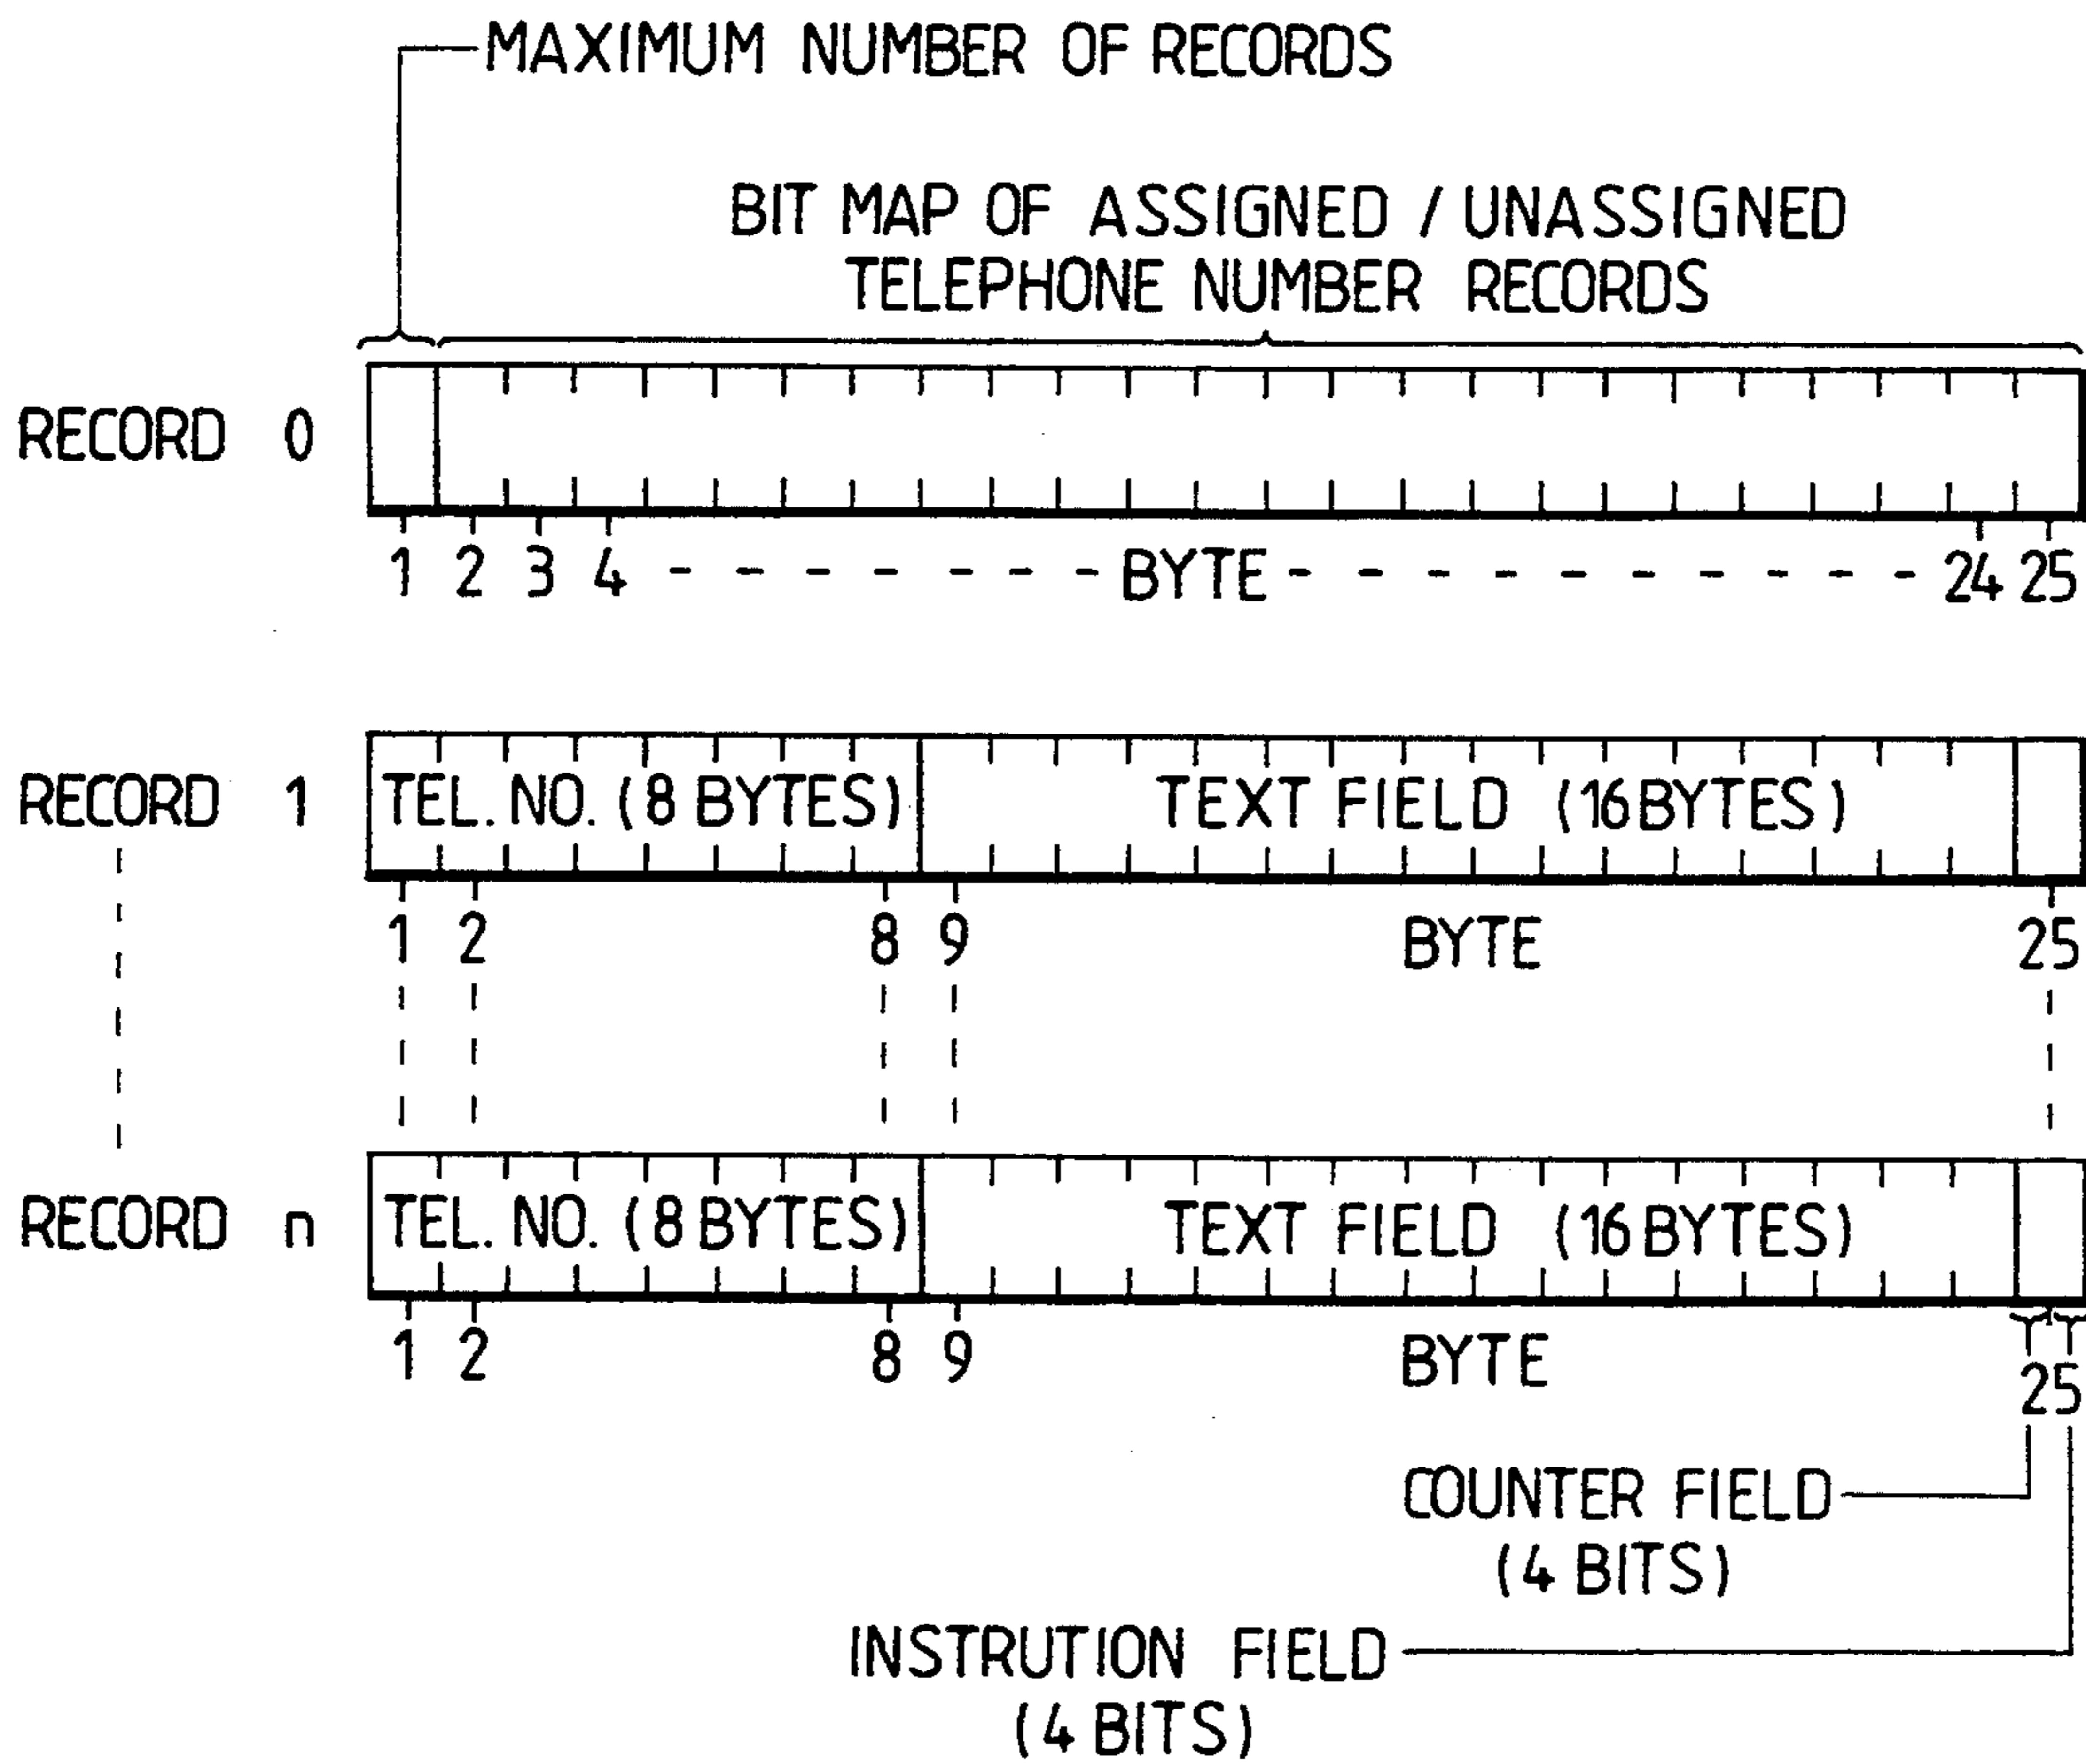 MAXIMUM NUMBER OF RECORDS
BIT MAP OF ASSIGNED / UNASSIGNED
TELEPHONE NUMBER RECORDS
RECORD 0
1 2 3 4 - - - - - - - BYTE - - - - - - - - - - 24 25
RECORD 1 TEL. NO. (8 BYTES) TEXT FIELD (16 BYTES)
1 2 8 9 BYTE 25
RECORD n TEL. NO. (8 BYTES) TEXT FIELD (16 BYTES)
1 2 8 9 BYTE 25
COUNTER FIELD
(4 BITS)
INSTRUTION FIELD
(4 BITS)